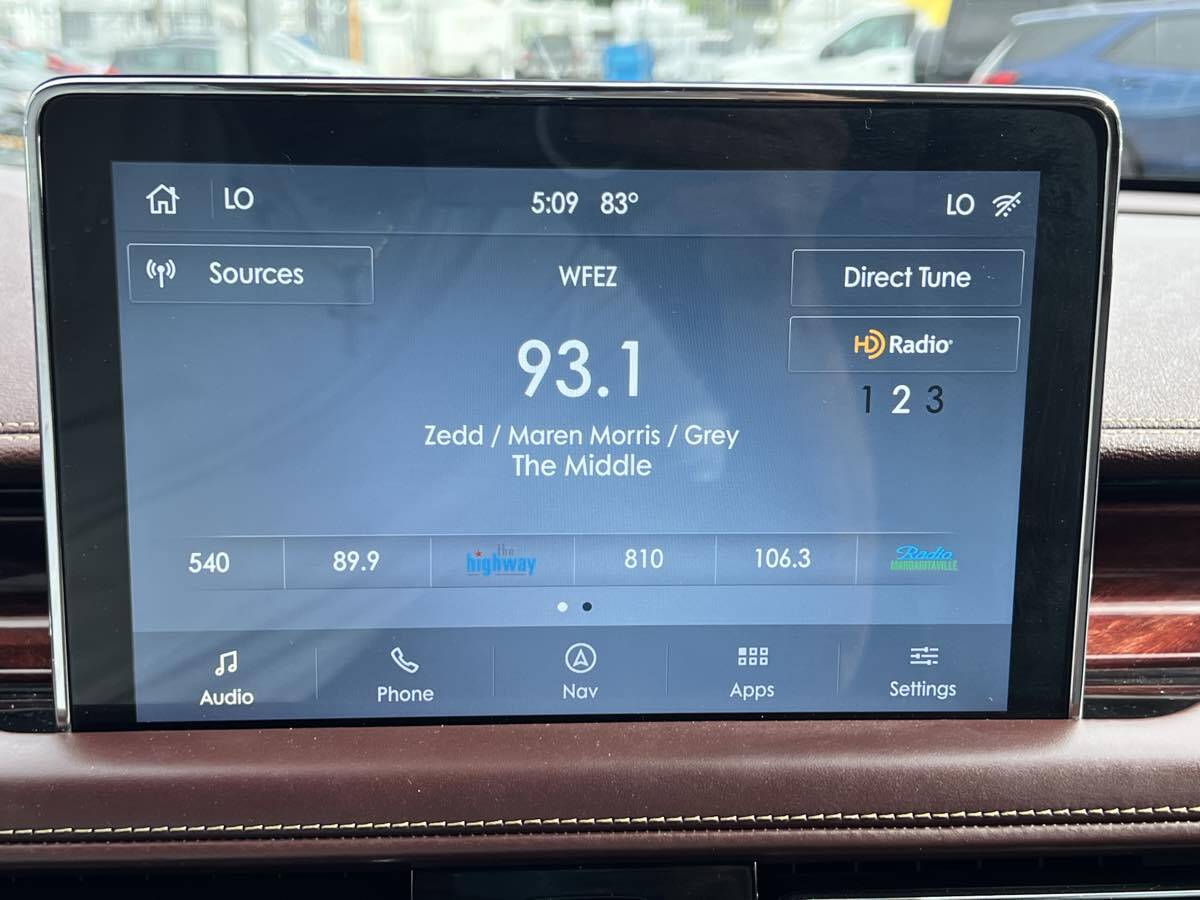 LO 5:09 83° LO
Sources WFEZ Direct Tune
HD Radio®
93.1
1 2 3
Zedd / Maren Morris / Grey
The Middle
540 89.9 the highway 810 106.3 Radio MARGARITAVILLE
Audio Phone Nav Apps Settings